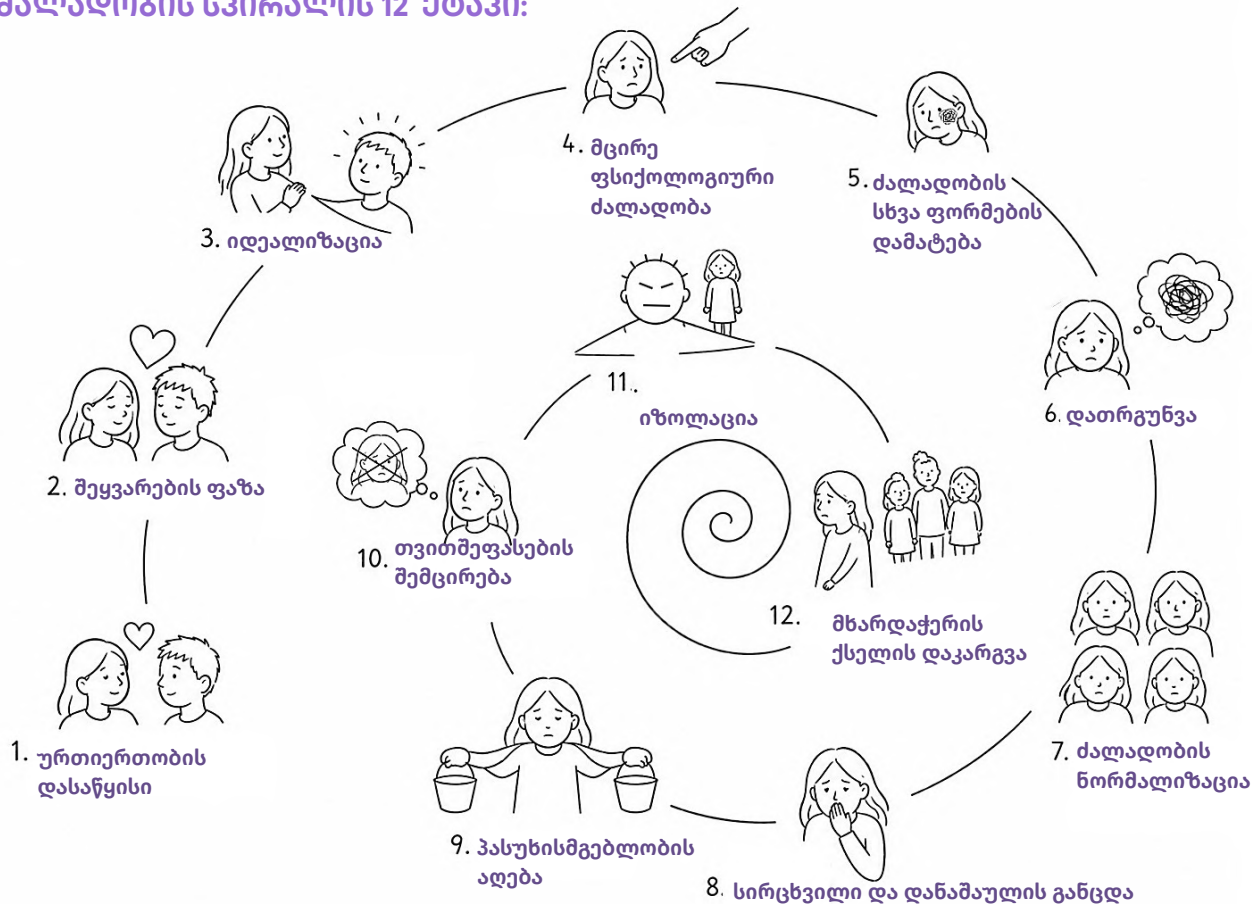 ძალადობის სპირალის 12 ეტაპი:
1. ურთიერთობის
დასაწყისი
2. შეყვარების ფაზა
3. იდეალიზაცია
4. მცირე
ფსიქოლოგიური
ძალადობა
5. ძალადობის
სხვა ფორმების
დამატება
6. დათრგუნვა
7. ძალადობის
ნორმალიზაცია
8. სირცხვილი და დანაშაულის განცდა
9. პასუხისმგებლობის
აღება
10. თვითშეფასების
შემცირება
11..
იზოლაცია
12. მხარდაჭერის
ქსელის დაკარგვა